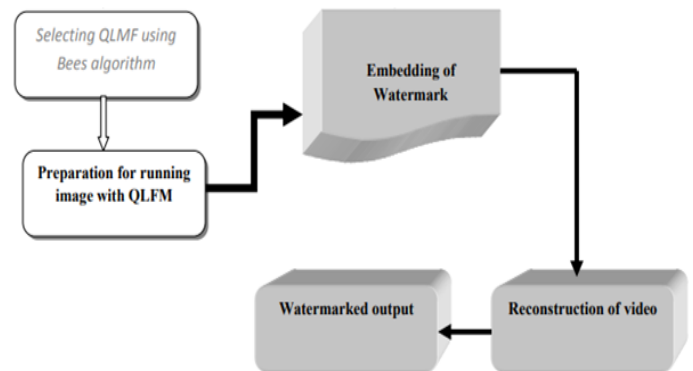 Selecting QLMF using
Bees algorithm
Preparation for running
image with QLFM
Embedding of
Watermark
Reconstruction of video
Watermarked output